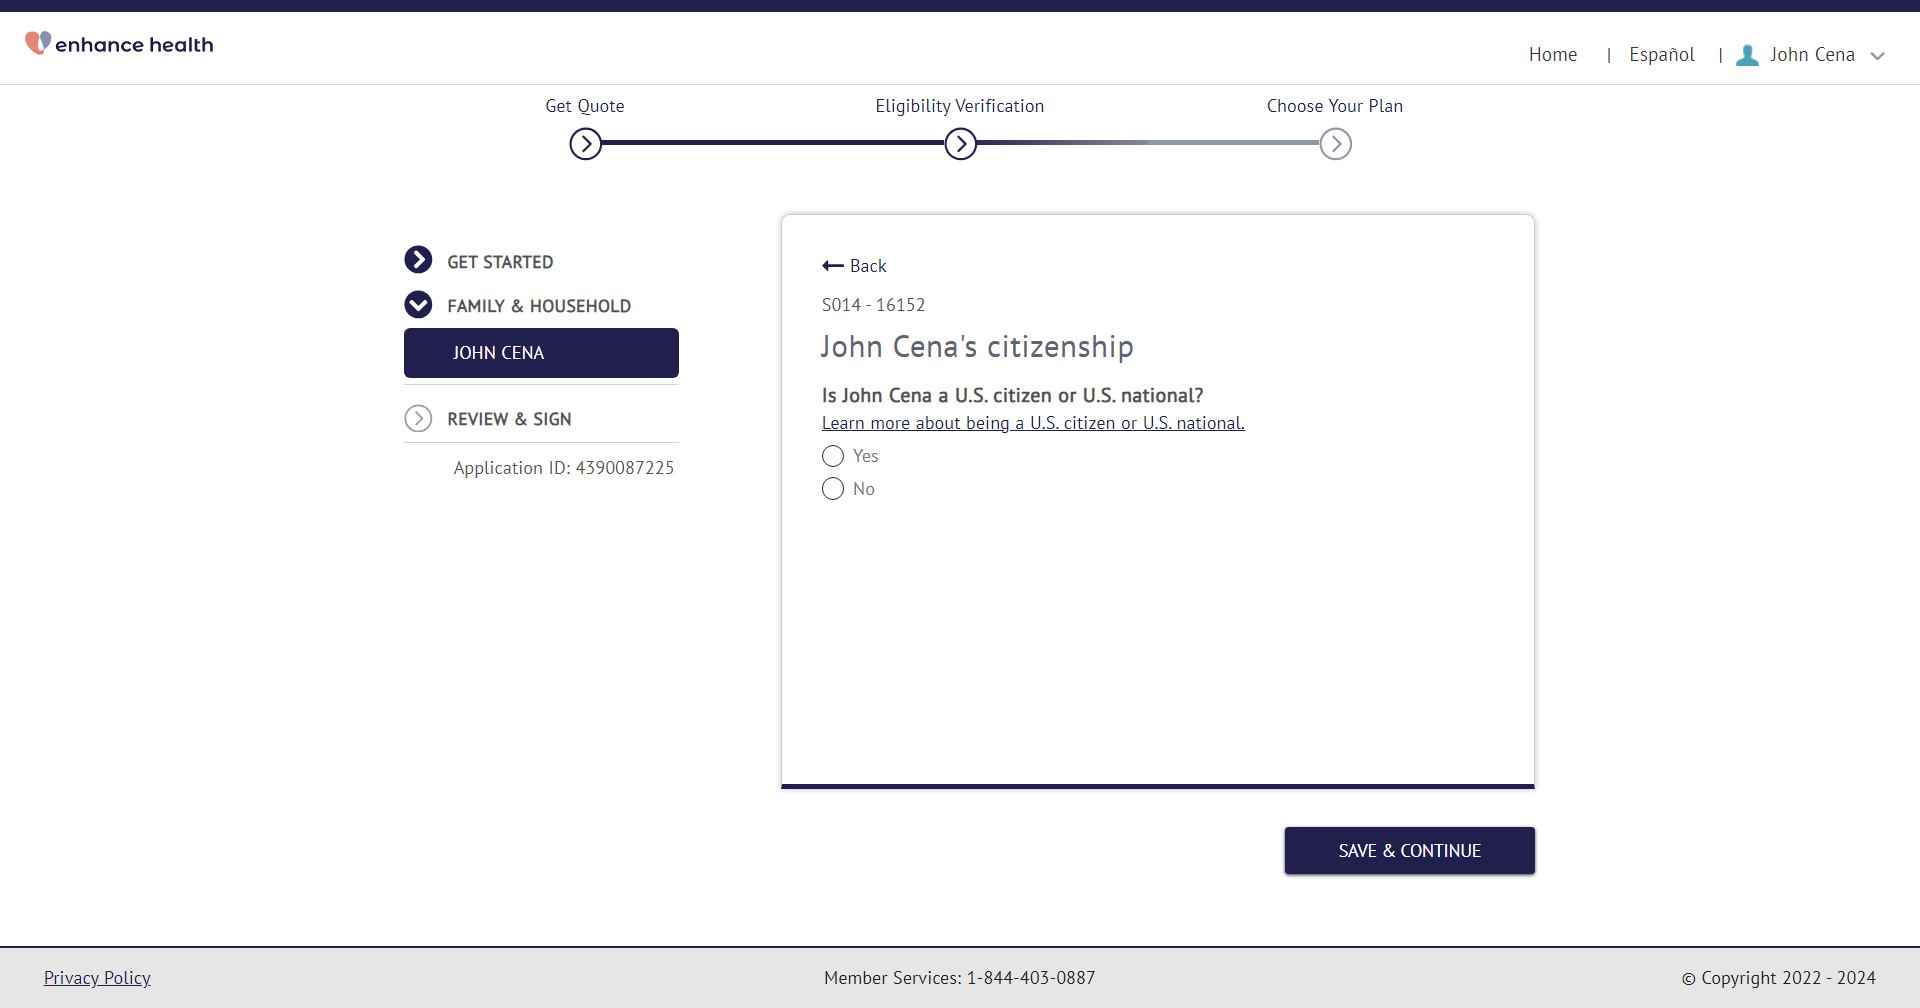 enhance health
Home | Español | John Cena
Get Quote
Eligibility Verification
Choose Your Plan
GET STARTED
FAMILY & HOUSEHOLD
JOHN CENA
REVIEW & SIGN
Application ID: 4390087225
Back
S014 - 16152
John Cena's citizenship
Is John Cena a U.S. citizen or U.S. national?
Learn more about being a U.S. citizen or U.S. national.
Yes
No
SAVE & CONTINUE
Privacy Policy
Member Services: 1-844-403-0887
© Copyright 2022 - 2024